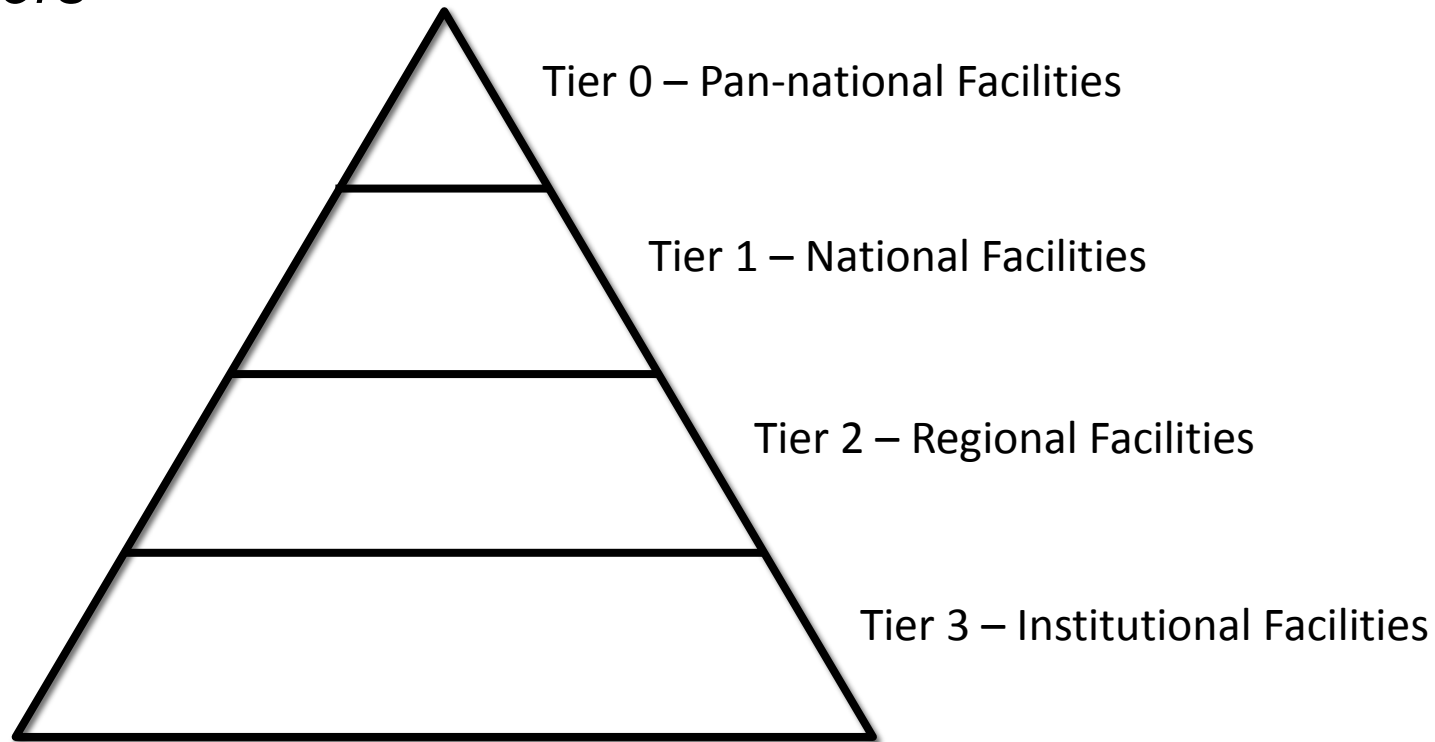 Tier 0 – Pan-national Facilities
Tier 1 – National Facilities
Tier 2 – Regional Facilities
Tier 3 – Institutional Facilities